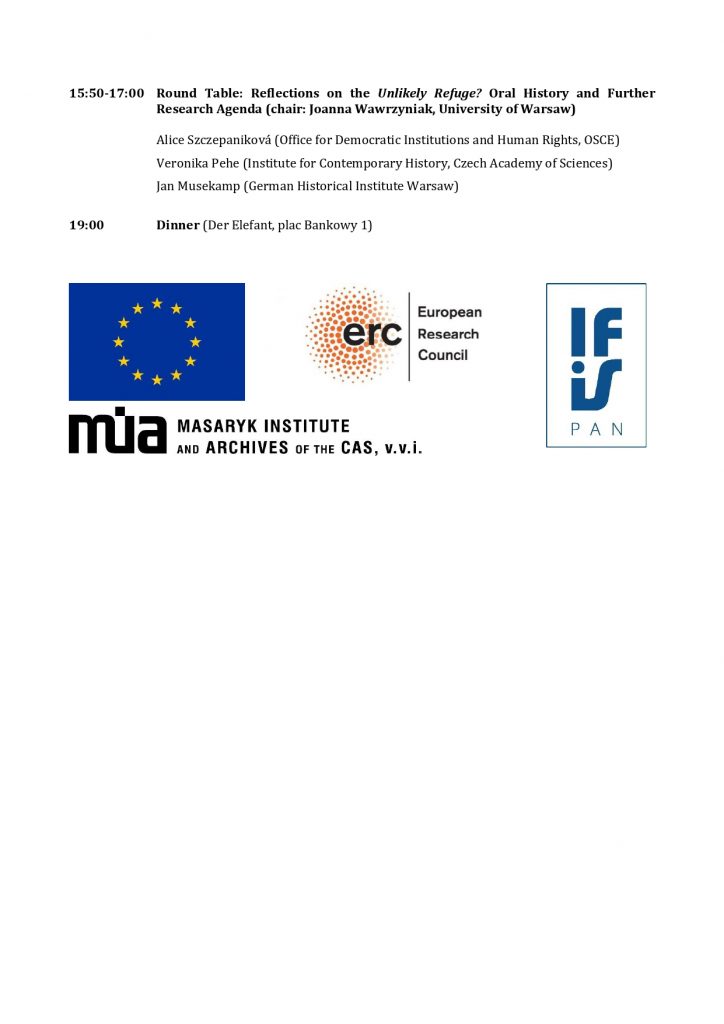 15:50-17:00 Round Table: Reflections on the Unlikely Refuge? Oral History and Further
Research Agenda (chair: Joanna Wawrzyniak, University of Warsaw)
Alice Szczepaniková (Office for Democratic Institutions and Human Rights, OSCE)
Veronika Pehe (Institute for Contemporary History, Czech Academy of Sciences)
Jan Musekamp (German Historical Institute Warsaw)
19:00 Dinner (Der Elefant, plac Bankowy 1)
erc
European
Research
Council
IF
iS
PAN
mia
MASARYK INSTITUTE
AND ARCHIVES OF THE CAS, v.v.i.